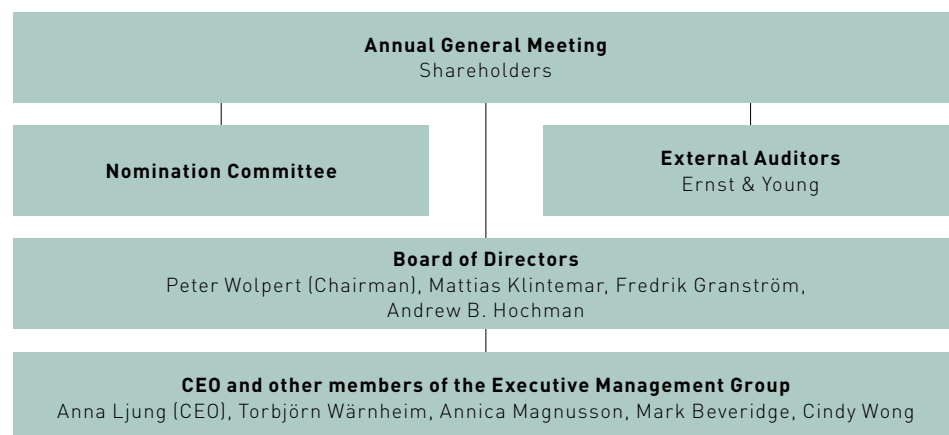 Annual General Meeting
Shareholders
Nomination Committee
External Auditors
Ernst & Young
Board of Directors
Peter Wolpert (Chairman), Mattias Klintemar, Fredrik Granström,
Andrew B. Hochman
CEO and other members of the Executive Management Group
Anna Ljung (CEO), Torbjörn Wärnheim, Annica Magnusson, Mark Beveridge, Cindy Wong